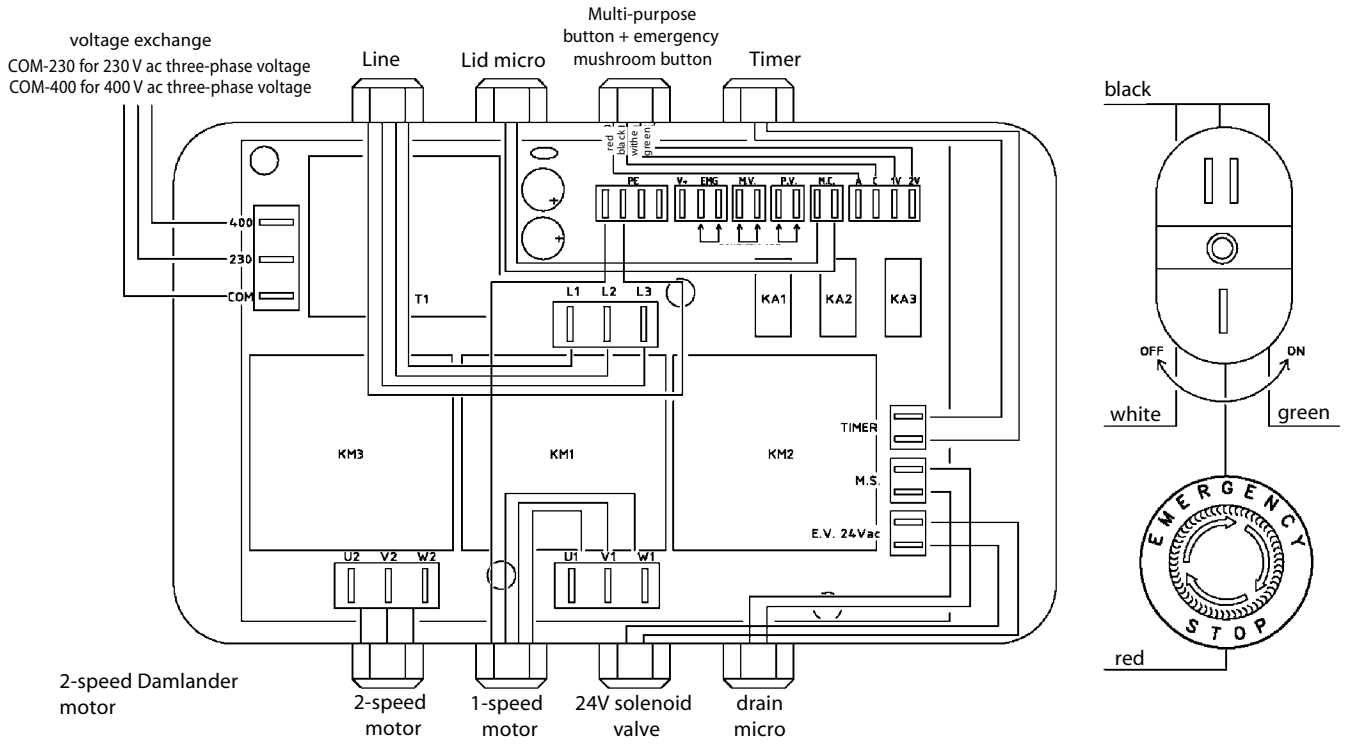 voltage exchange
COM-230 for 230 V ac three-phase voltage
COM-400 for 400 V ac three-phase voltage
Line
Lid micro
Multi-purpose
button + emergency
mushroom button
Timer
red
black
withe
green
PE
V+ EMG
M.V.
P.V.
M.C.
A C 1V 2V
400
230
COM
T1
L1 L2 L3
KA1
KA2
KA3
KM3
KM1
KM2
TIMER
M.S.
E.V. 24Vac
U2 V2 W2
U1 V1 W1
2-speed Damlander
motor
2-speed
motor
1-speed
motor
24V solenoid
valve
drain
micro
black
OFF
ON
white
green
EMERGENCY
STOP
red